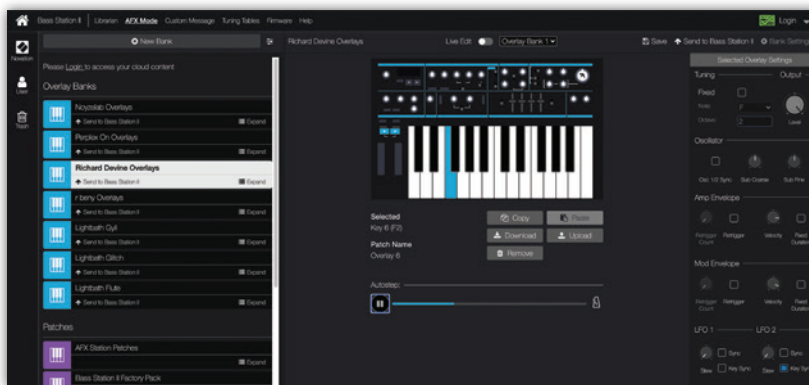 Bass Station II Librarian AFX Mode Custom Message Tuning Tables Firmware Help Login
Novation
User
Trash
New Bank
Please Login to access your cloud content
Overlay Banks
Noyzelab Overlays
Send to Bass Station II Expand
Perplex On Overlays
Send to Bass Station II Expand
Richard Devine Overlays
Send to Bass Station II Expand
r beny Overlays
Send to Bass Station II Expand
Lightbath Gyil
Send to Bass Station II Expand
Lightbath Glitch
Send to Bass Station II Expand
Lightbath Flute
Send to Bass Station II Expand
Patches
AFX Station Patches
Expand
Bass Station II Factory Pack
Richard Devine Overlays Live Edit Overlay Bank 1 Save Send to Bass Station II Bank Setting
Selected
Key 6 (F2)
Patch Name
Overlay 6
Copy Paste
Download Upload
Remove
Autostep:
Selected Overlay Settings
Tuning Output
Fixed
Note F
Octave 2 Level
Oscillator
Osc 1/2 Sync Sub Coarse Sub Fine
Amp Envelope
Retrigger Count Retrigger Velocity Fixed Duration
Mod Envelope
Retrigger Count Retrigger Velocity Fixed Duration
LFO 1 LFO 2
Sync Sync
Slew Key Sync Slew Key Sync